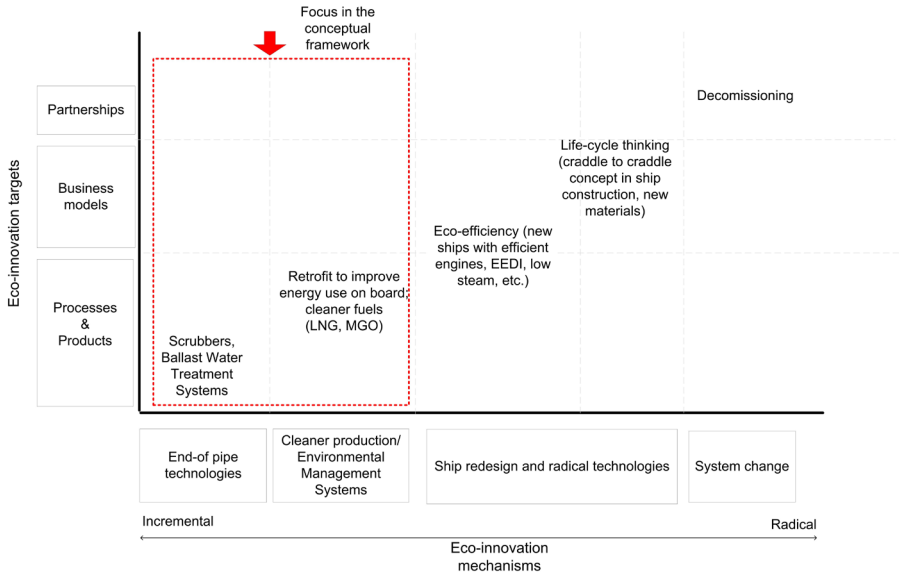 Focus in the
conceptual
framework
Partnerships
Decomissioning
Business
models
Life-cycle thinking
(craddle to craddle
concept in ship
construction, new
materials)
Eco-innovation targets
Eco-efficiency (new
ships with efficient
engines, EEDI, low
steam, etc.)
Processes
&
Products
Retrofit to improve
energy use on board,
cleaner fuels
(LNG, MGO)
Scrubbers,
Ballast Water
Treatment
Systems
End-of pipe
technologies
Cleaner production/
Environmental
Management
Systems
Ship redesign and radical technologies
System change
Incremental
Radical
Eco-innovation
mechanisms